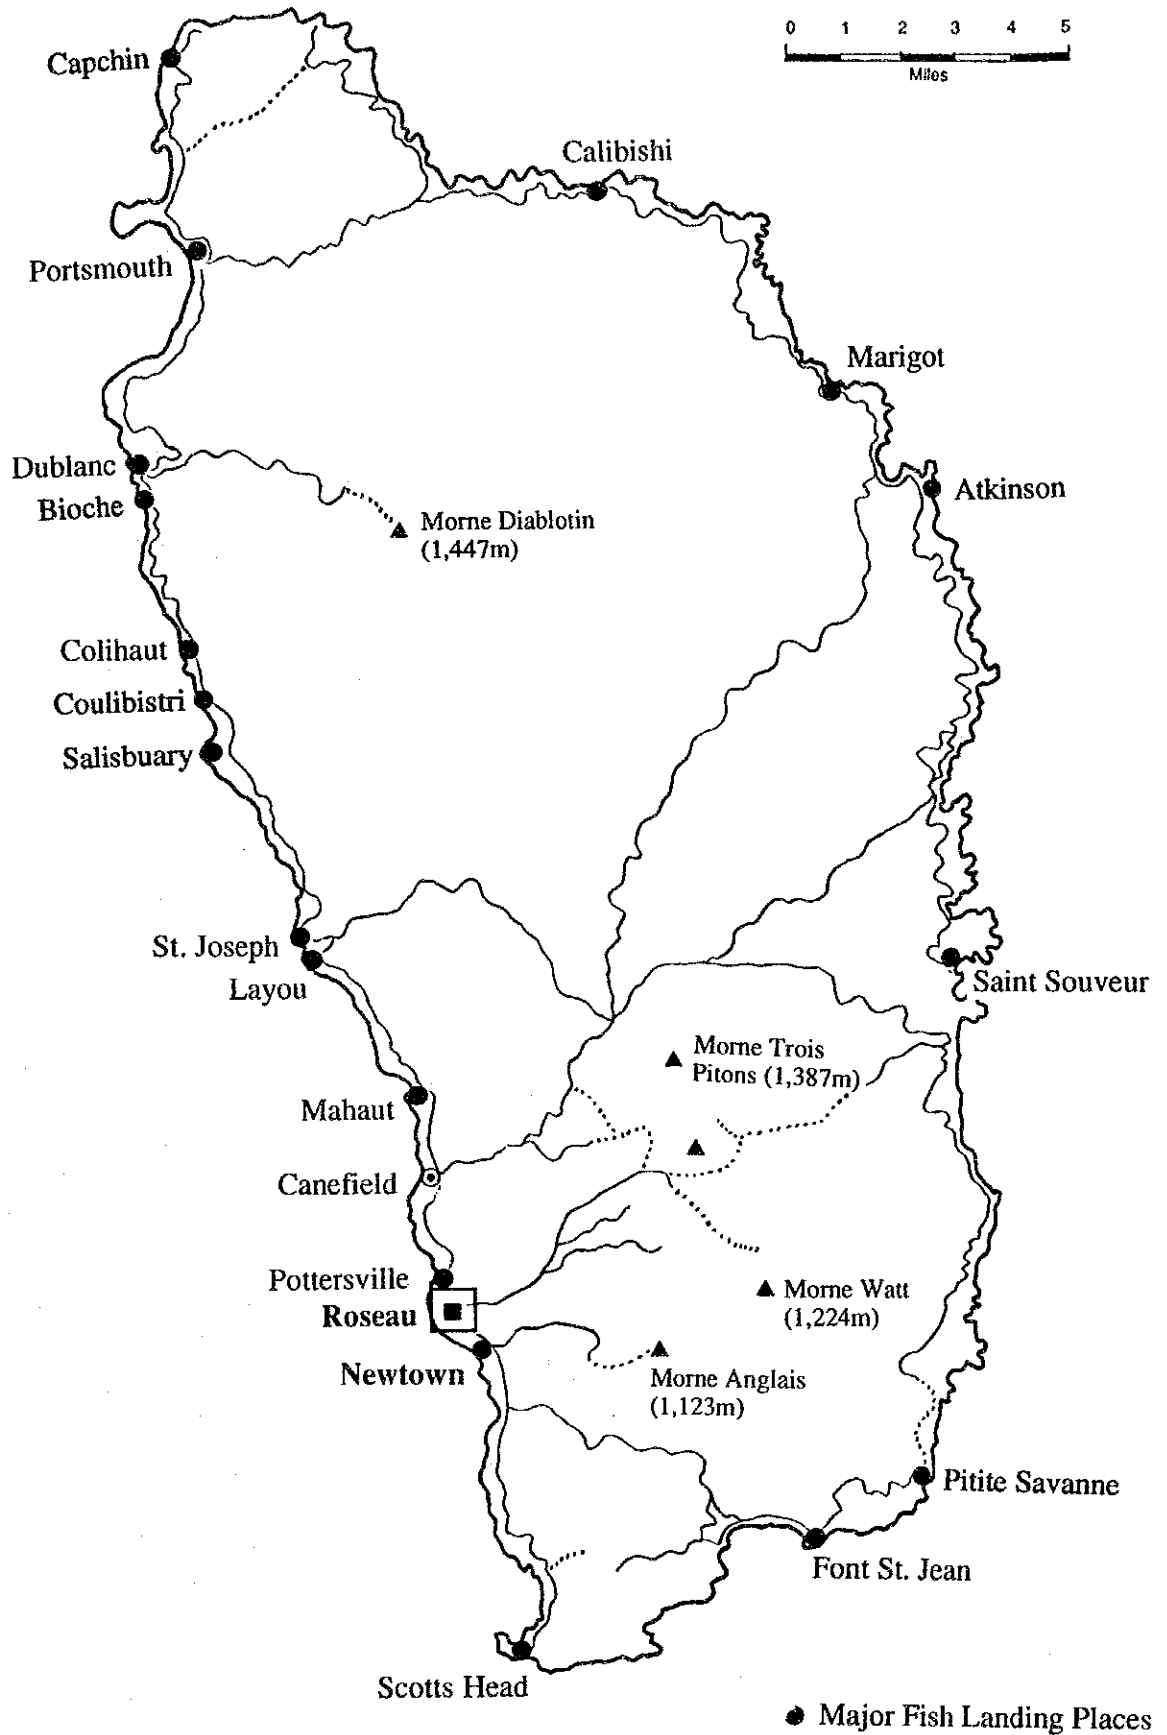 0 1 2 3 4 5
Miles
Capchin
Calibishi
Portsmouth
Marigot
Dublanc
Atkinson
Bioche
Morne Diablotin
(1,447m)
Colihaut
Coulibistri
Salisbuary
St. Joseph
Layou
Saint Souveur
Morne Trois
Pitons (1,387m)
Mahaut
Canefield
Pottersville
Morne Watt
(1,224m)
Roseau
Newtown
Morne Anglais
(1,123m)
Pitite Savanne
Font St. Jean
Scotts Head
Major Fish Landing Places